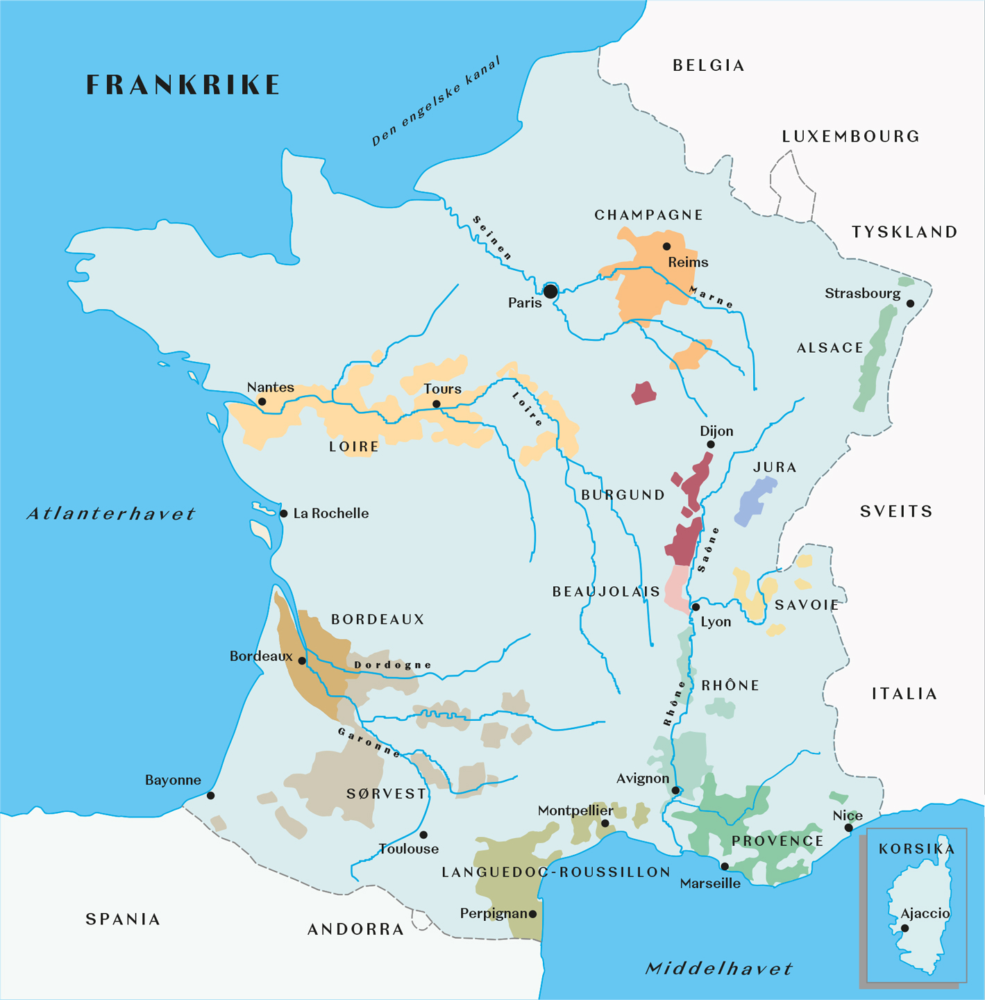 FRANKRIKE
Den engelske kanal
BELGIA
LUXEMBOURG
TYSKLAND
CHAMPAGNE
Seinen
Reims
Marne
Paris
Strasbourg
ALSACE
Nantes
Tours
Loire
LOIRE
Dijon
JURA
BURGUND
Atlanterhavet
La Rochelle
SVEITS
Saône
BEAUJOLAIS
SAVOIE
Lyon
BORDEAUX
Bordeaux
Dordogne
RHÔNE
Rhône
ITALIA
Garonne
Bayonne
Avignon
SØRVEST
Montpellier
Nice
Toulouse
PROVENCE
KORSIKA
LANGUEDOC-ROUSSILLON
Marseille
Perpignan
Ajaccio
SPANIA
ANDORRA
Middelhavet